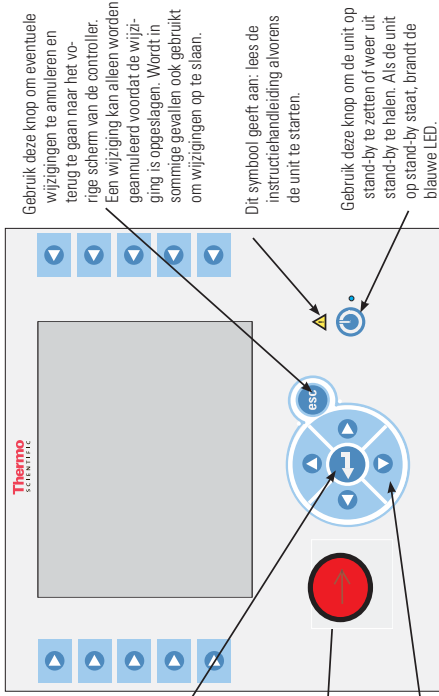 Gebruik deze knop om eventuele
wijzigingen te annuleren en
terug te gaan naar het vo-
rige scherm van de controller.
Een wijziging kan alleen worden
geannuleerd voordat de wijzi-
ging is opgeslagen. Wordt in
sommige gevallen ook gebruikt
om wijzigingen op te slaan.
Dit symbool geeft aan: lees de
instructiehandleiding alvorens
de unit te starten.
Gebruik deze knop om de unit op
stand-by te zetten of weer uit
stand-by te halen. Als de unit
op stand-by staat, brandt de
blauwe LED.
Thermo
SCIENTIFIC
esc